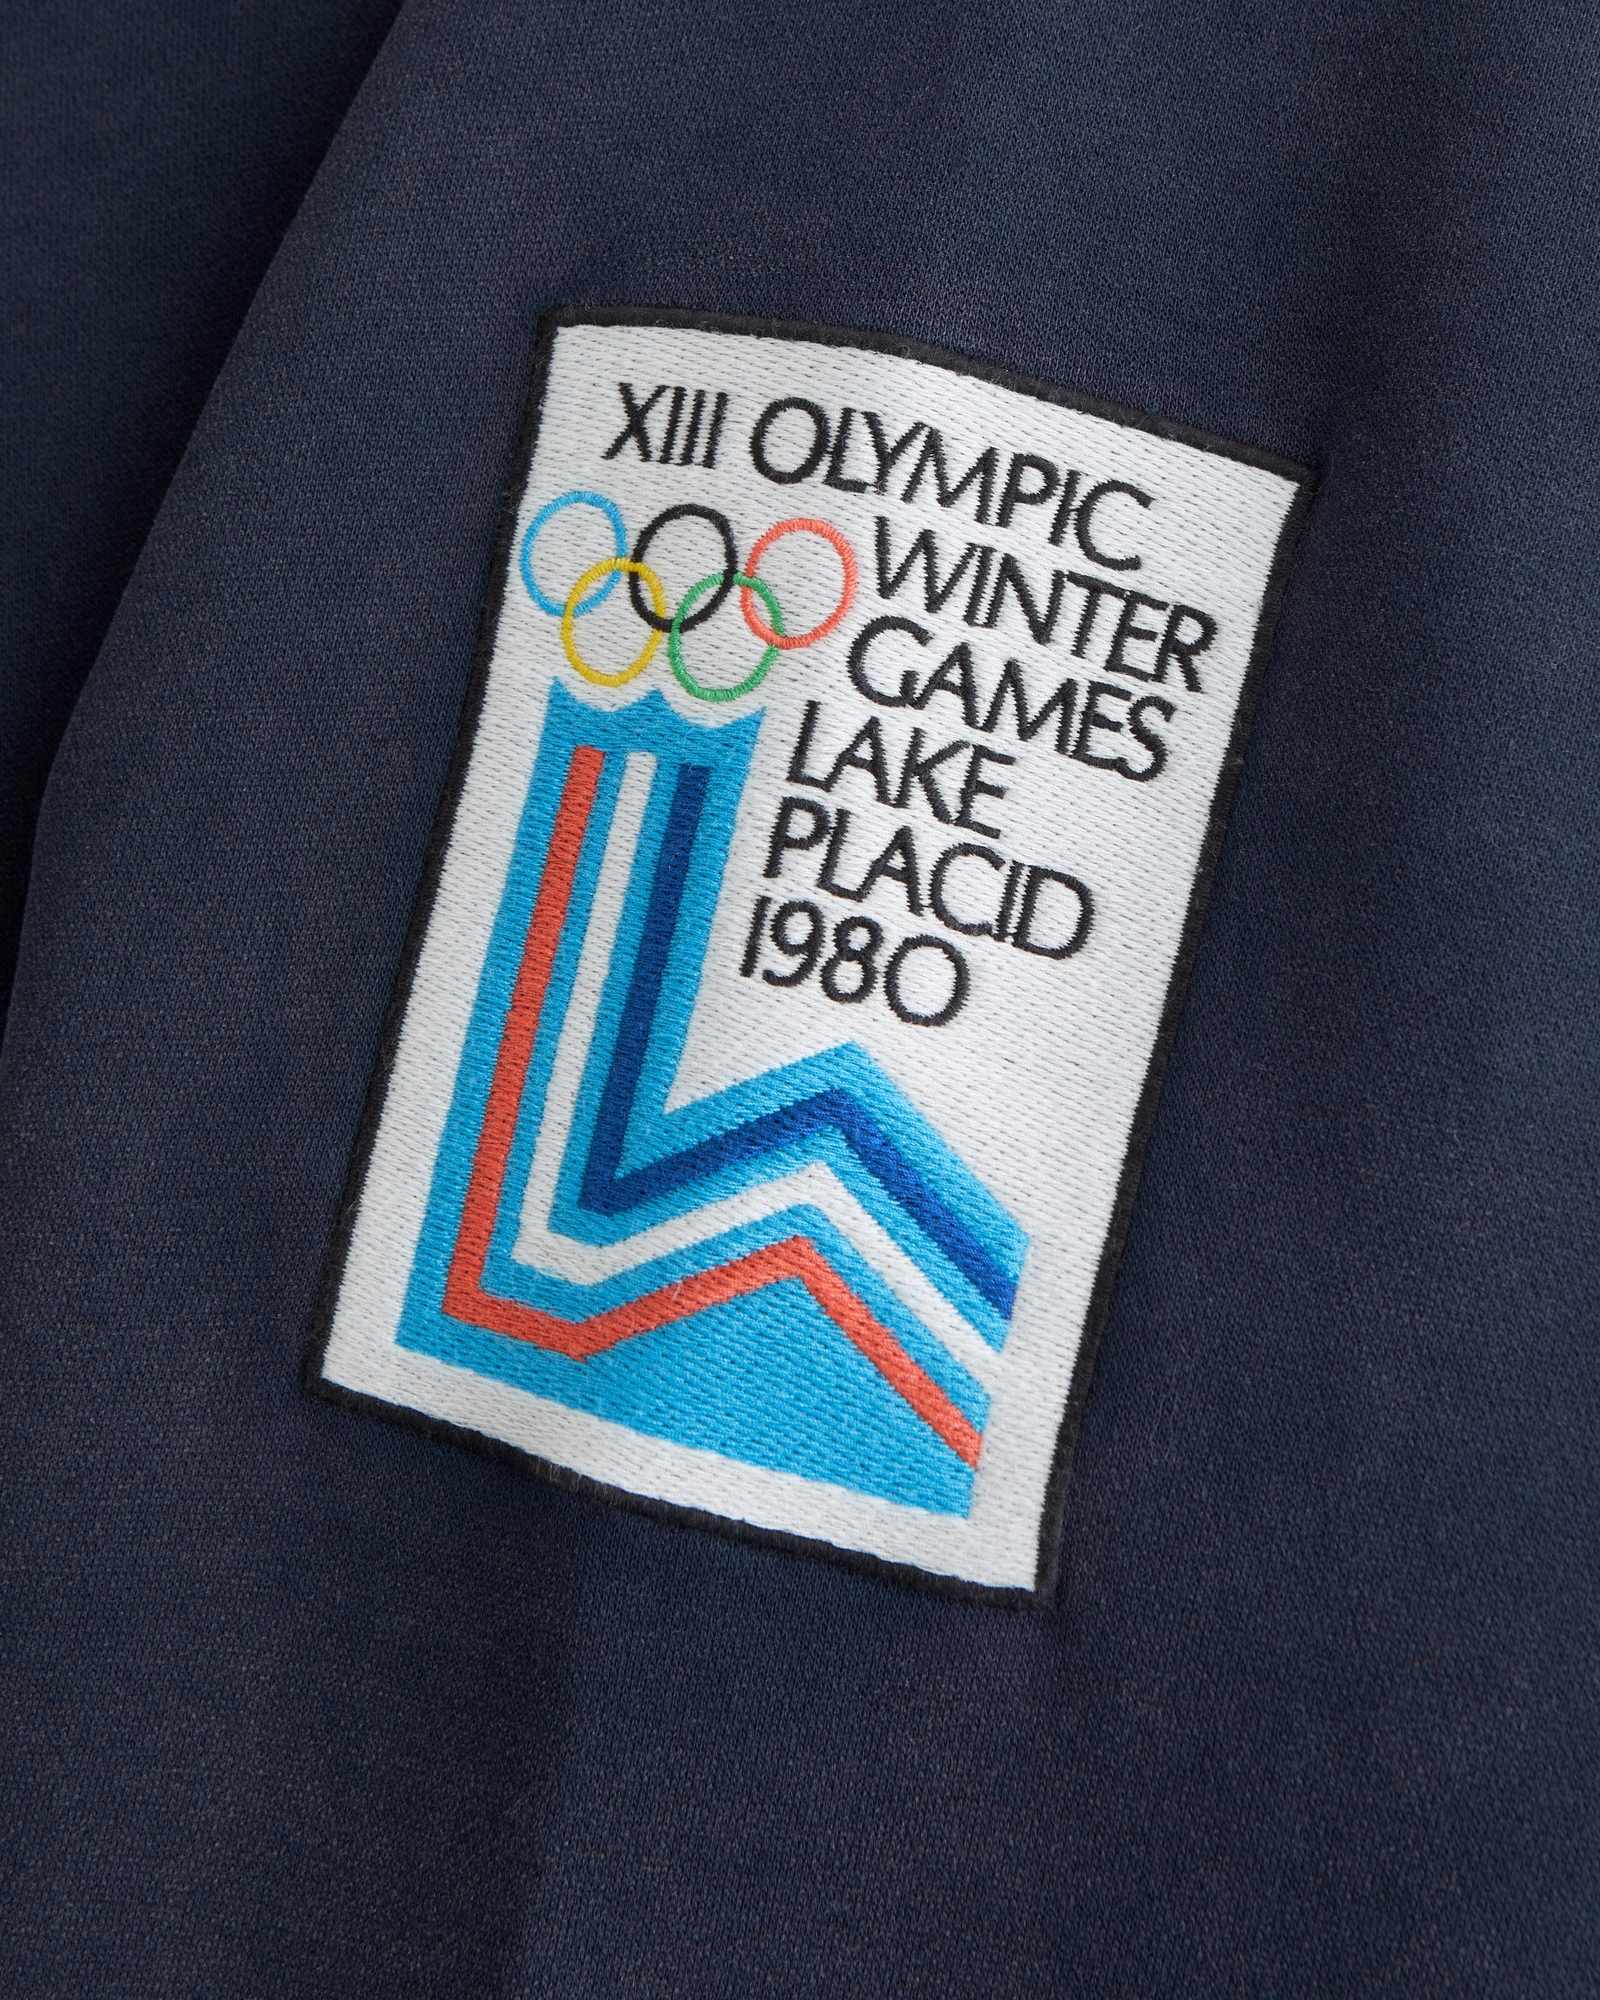 XIII OLYMPIC
WINTER
GAMES
LAKE
PLACID
1980